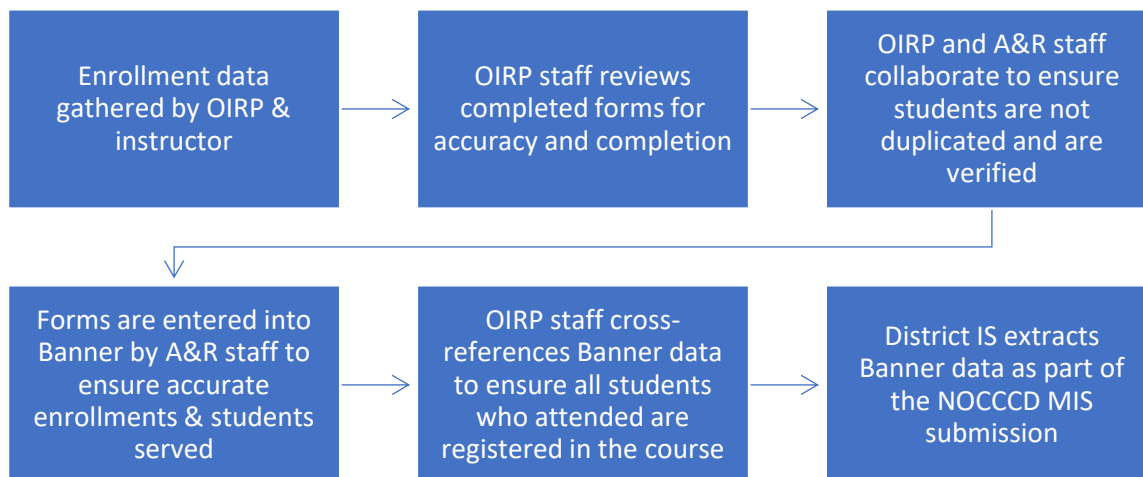 Enrollment data
gathered by OIRP &
instructor
OIRP staff reviews
completed forms for
accuracy and completion
OIRP and A&R staff
collaborate to ensure
students are not
duplicated and are
verified
Forms are entered into
Banner by A&R staff to
ensure accurate
enrollments & students
served
OIRP staff cross-
references Banner data
to ensure all students
who attended are
registered in the course
District IS extracts
Banner data as part of
the NOCCCD MIS
submission